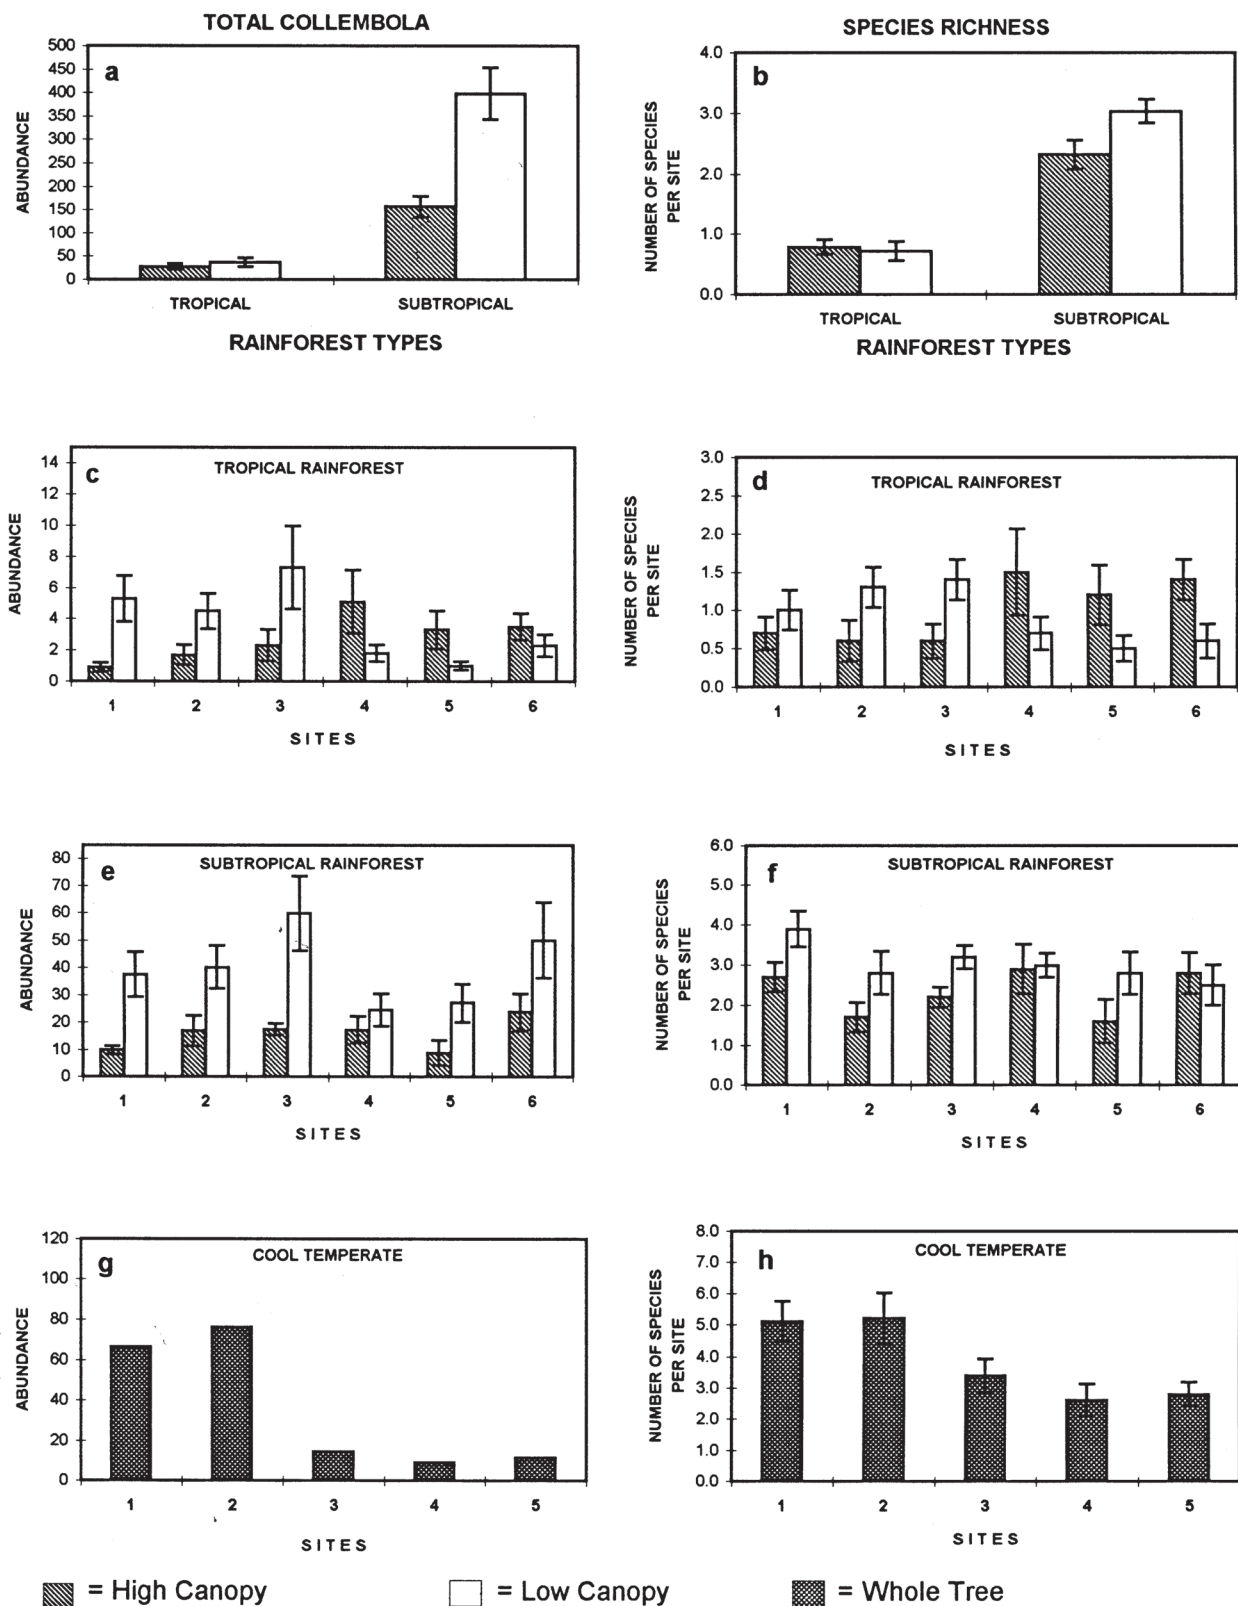 TOTAL COLLEMBOLA
a
ABUNDANCE
500
450
400
350
300
250
200
150
100
50
0
TROPICAL SUBTROPICAL
RAINFOREST TYPES
SPECIES RICHNESS
b
NUMBER OF SPECIES
PER SITE
4.0
3.0
2.0
1.0
0.0
TROPICAL SUBTROPICAL
RAINFOREST TYPES
c
TROPICAL RAINFOREST
ABUNDANCE
14
12
10
8
6
4
2
0
1 2 3 4 5 6
SITES
d
TROPICAL RAINFOREST
NUMBER OF SPECIES
PER SITE
3.0
2.5
2.0
1.5
1.0
0.5
0.0
1 2 3 4 5 6
SITES
e
SUBTROPICAL RAINFOREST
ABUNDANCE
80
70
60
50
40
30
20
10
0
1 2 3 4 5 6
SITES
f
SUBTROPICAL RAINFOREST
NUMBER OF SPECIES
PER SITE
6.0
5.0
4.0
3.0
2.0
1.0
0.0
1 2 3 4 5 6
SITES
g
COOL TEMPERATE
ABUNDANCE
120
100
80
60
40
20
0
1 2 3 4 5
SITES
h
COOL TEMPERATE
NUMBER OF SPECIES
PER SITE
8.0
7.0
6.0
5.0
4.0
3.0
2.0
1.0
0.0
1 2 3 4 5
SITES
= High Canopy = Low Canopy = Whole Tree